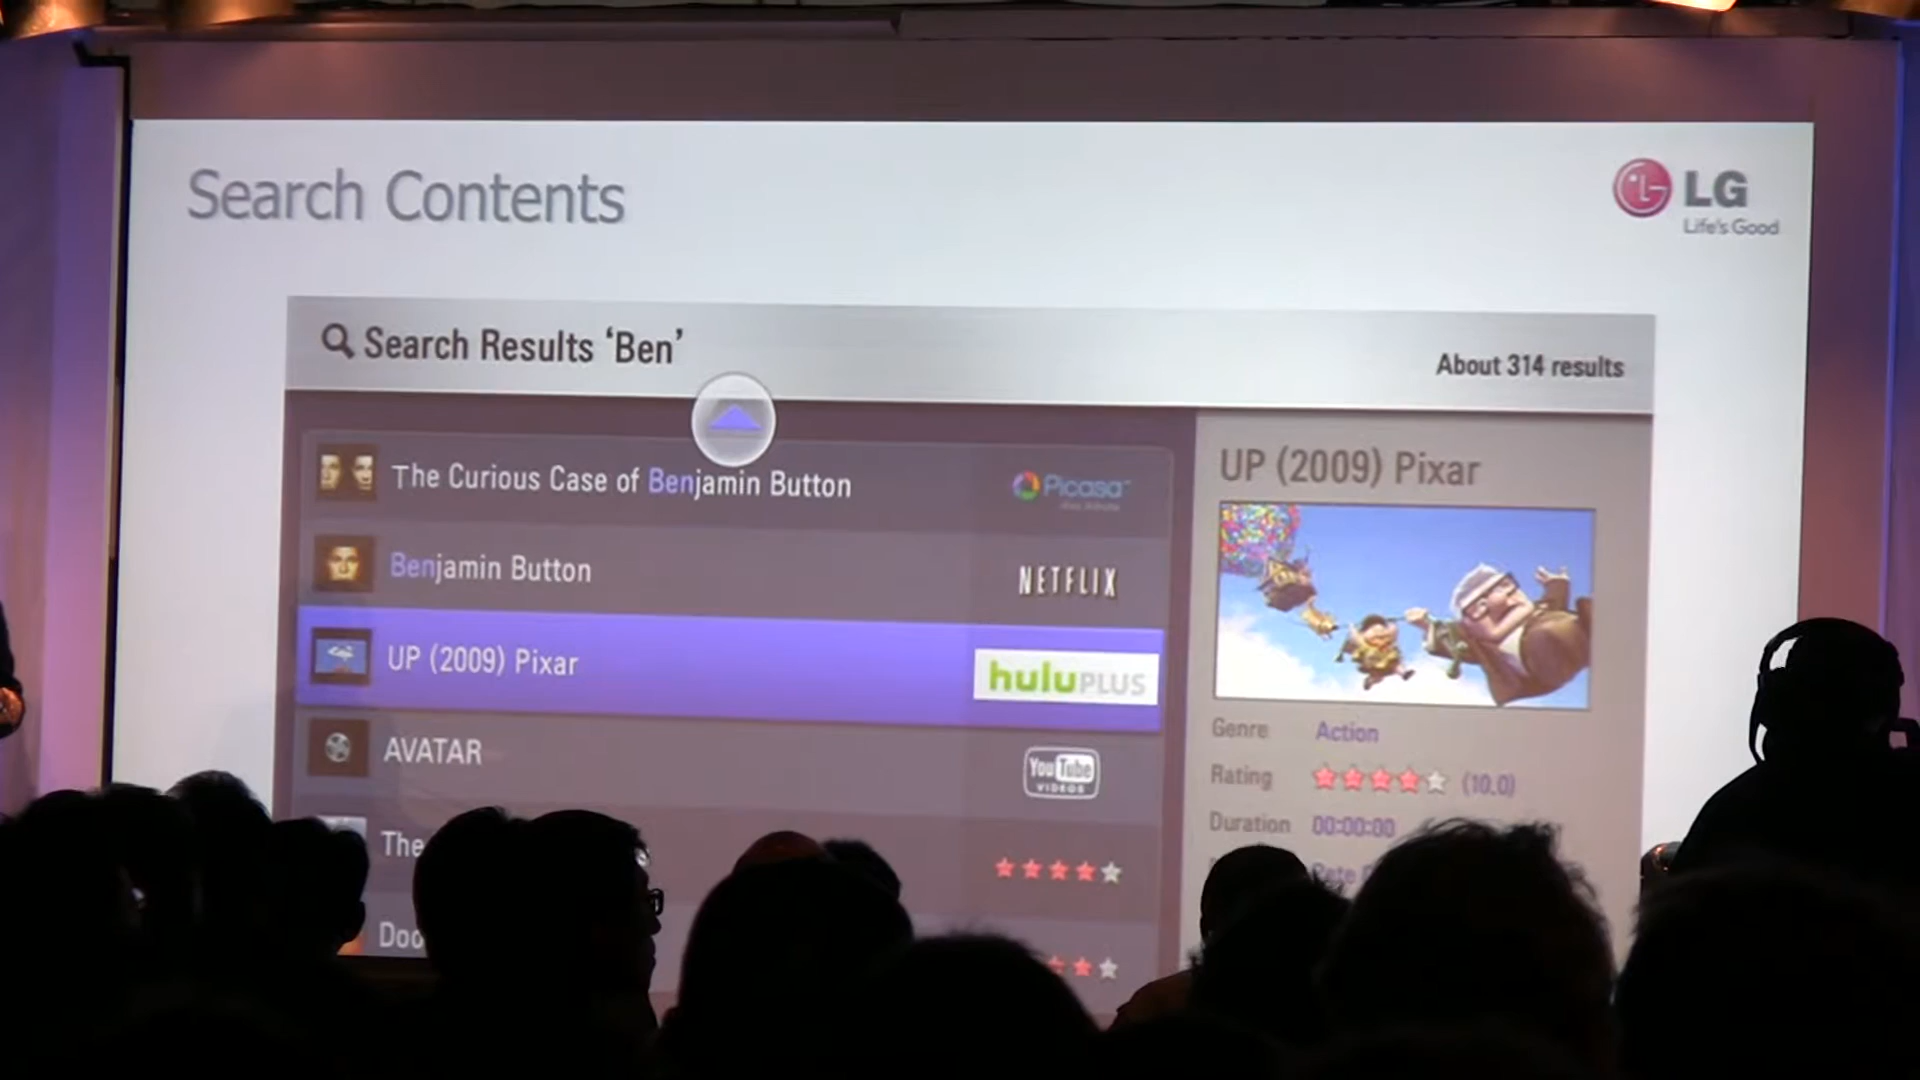 Search Contents
LG
Life's Good
Search Results ‘Ben’
About 314 results
The Curious Case of Benjamin Button
Picasa™
Benjamin Button
NETFLIX
UP (2009) Pixar
huluPLUS
AVATAR
YouTube
VIDEOS
The
UP (2009) Pixar
Genre Action
Rating (10.0)
Duration 00:00:00
Pete